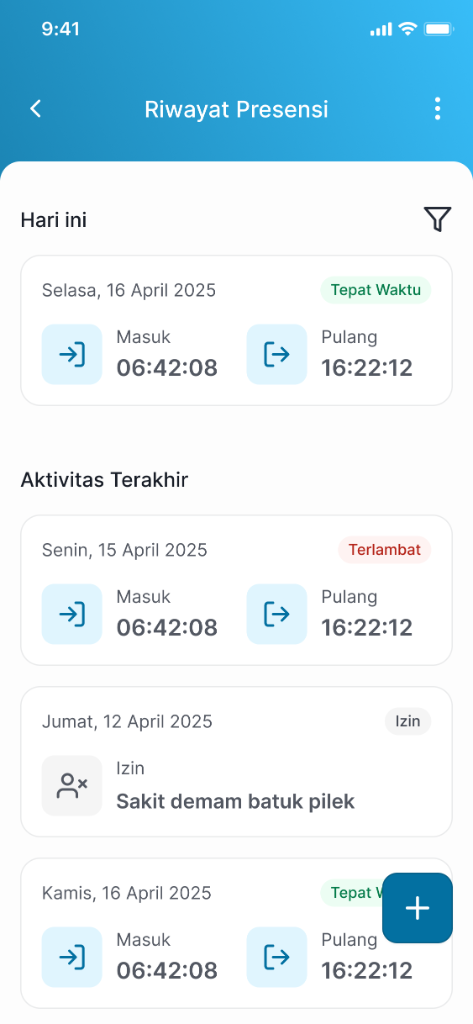 9:41
Riwayat Presensi
Hari ini
Selasa, 16 April 2025
Tepat Waktu
Masuk
06:42:08
Pulang
16:22:12
Aktivitas Terakhir
Senin, 15 April 2025
Terlambat
Masuk
06:42:08
Pulang
16:22:12
Jumat, 12 April 2025
Izin
Izin
Sakit demam batuk pilek
Kamis, 16 April 2025
Tepat
Masuk
06:42:08
Pulang
16:22:12